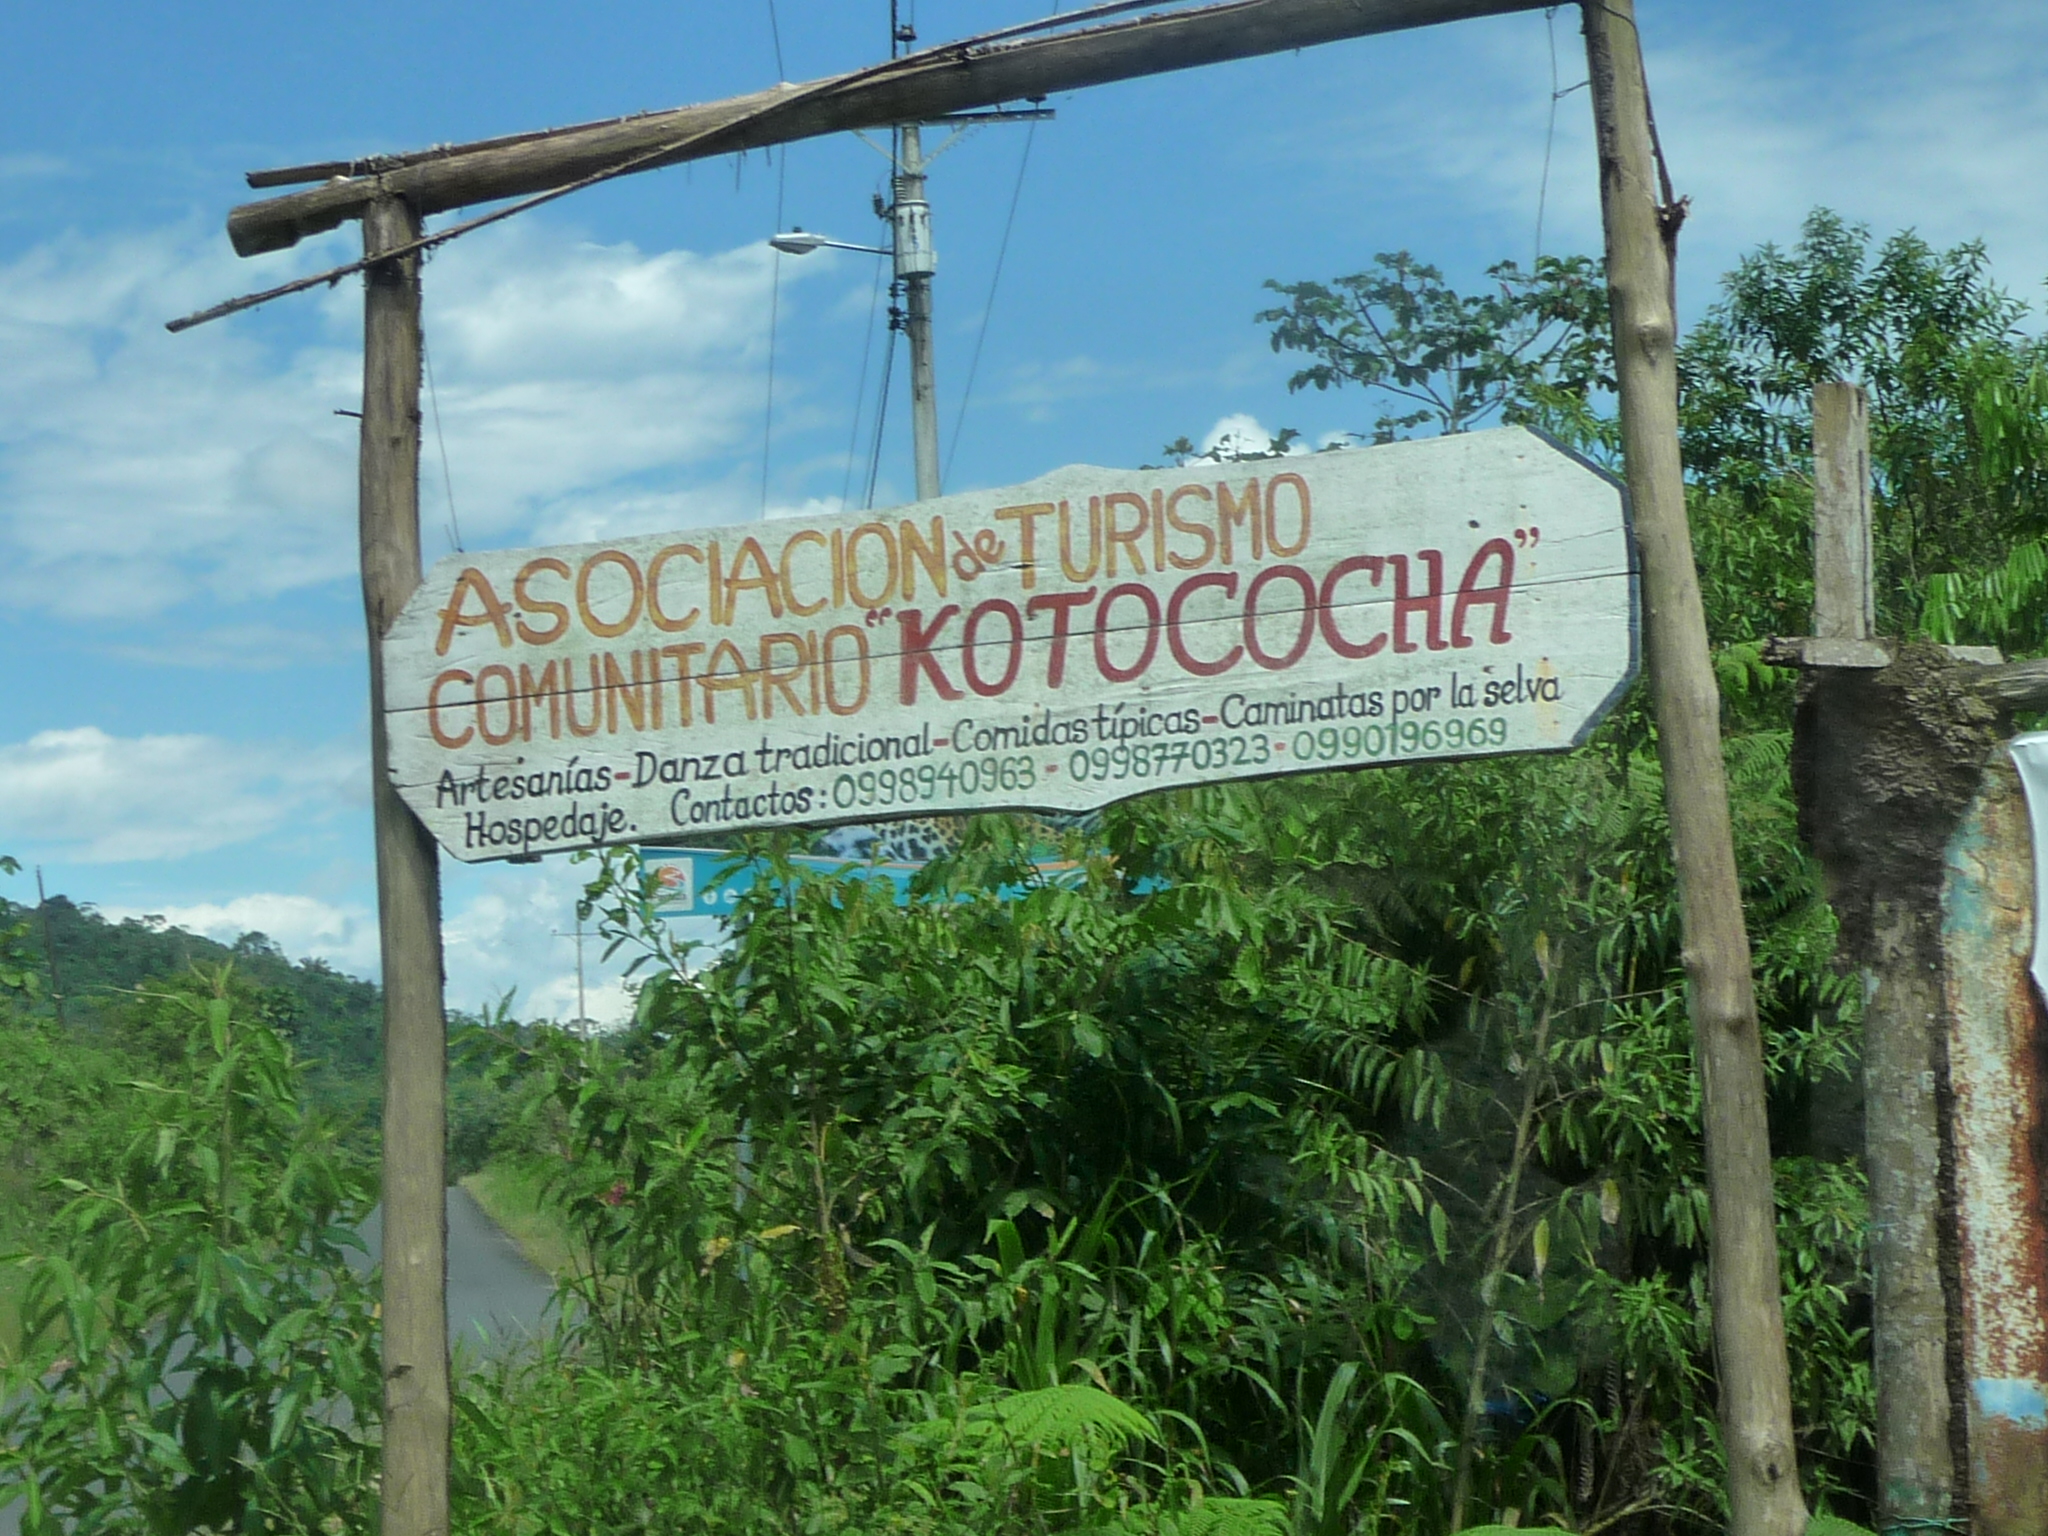 ASOCIACION de TURISMO
COMUNITARIO "KOTOCOCHA"
Artesanías-Danza tradicional-Comidas típicas-Caminatas por la selva
Hospedaje. Contactos: 0998940963 - 0998770323 - 0990196969